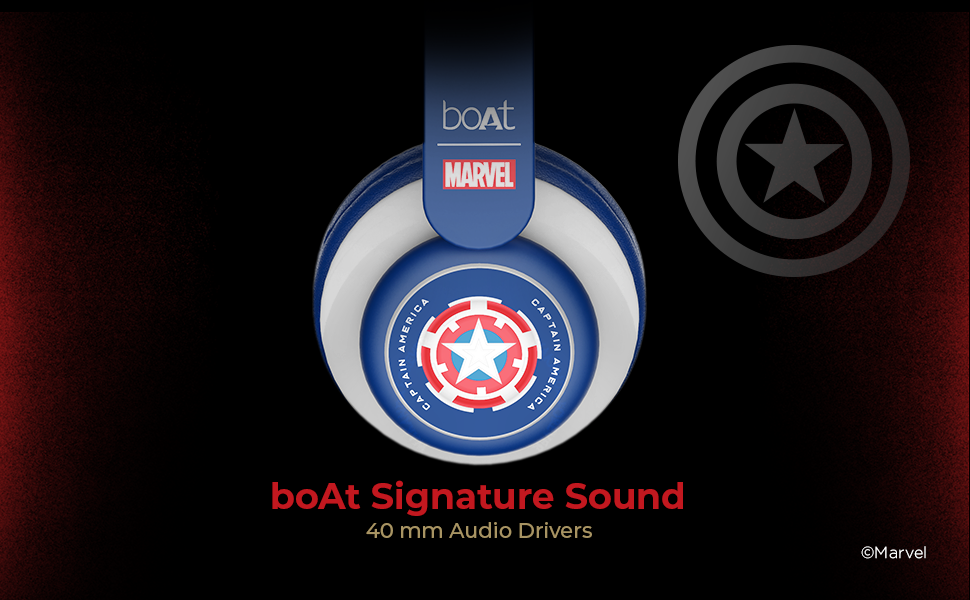 boAt
MARVEL
CAPTAIN AMERICA
CAPTAIN AMERICA
boAt Signature Sound
40 mm Audio Drivers
©Marvel